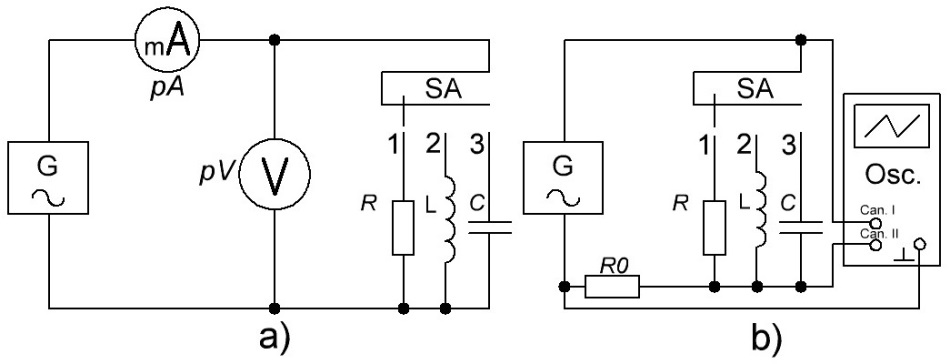 mA
pA
G
pV
V
SA
1 2 3
R L C
a)
G
SA
1 2 3
R L C
R0
Osc.
Can. I
Can. II
b)